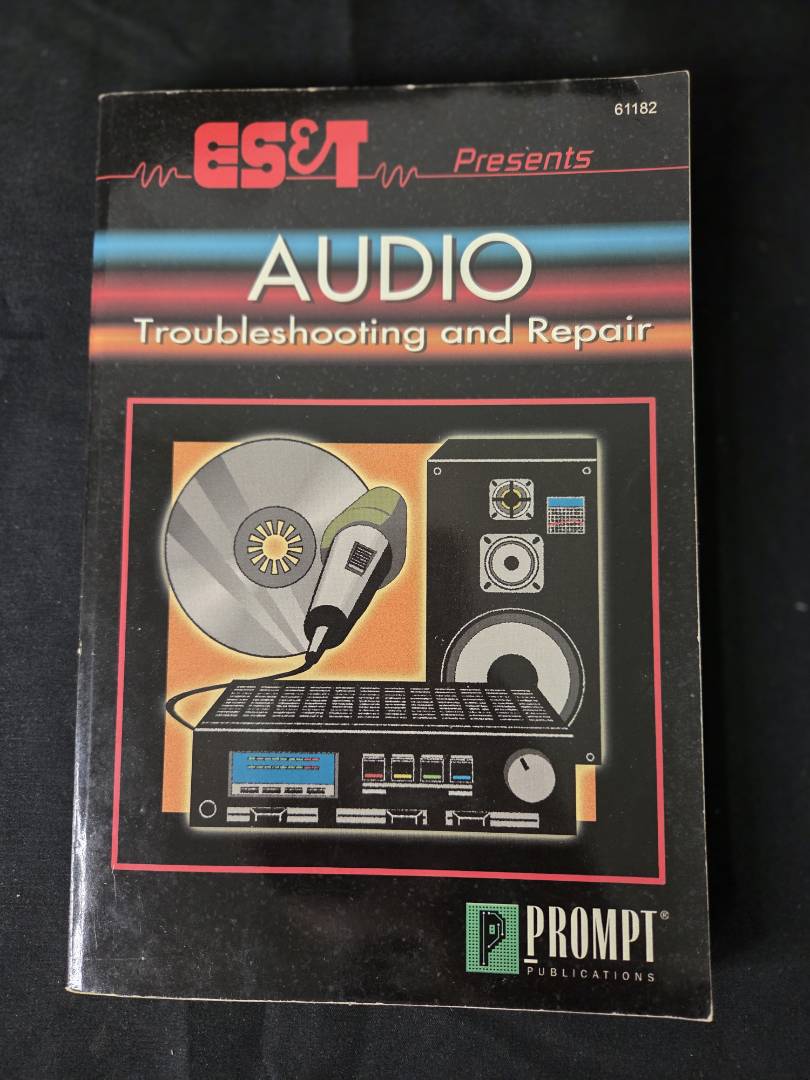 61182
ES&T Presents
AUDIO
Troubleshooting and Repair
P
PROMPT®
PUBLICATIONS